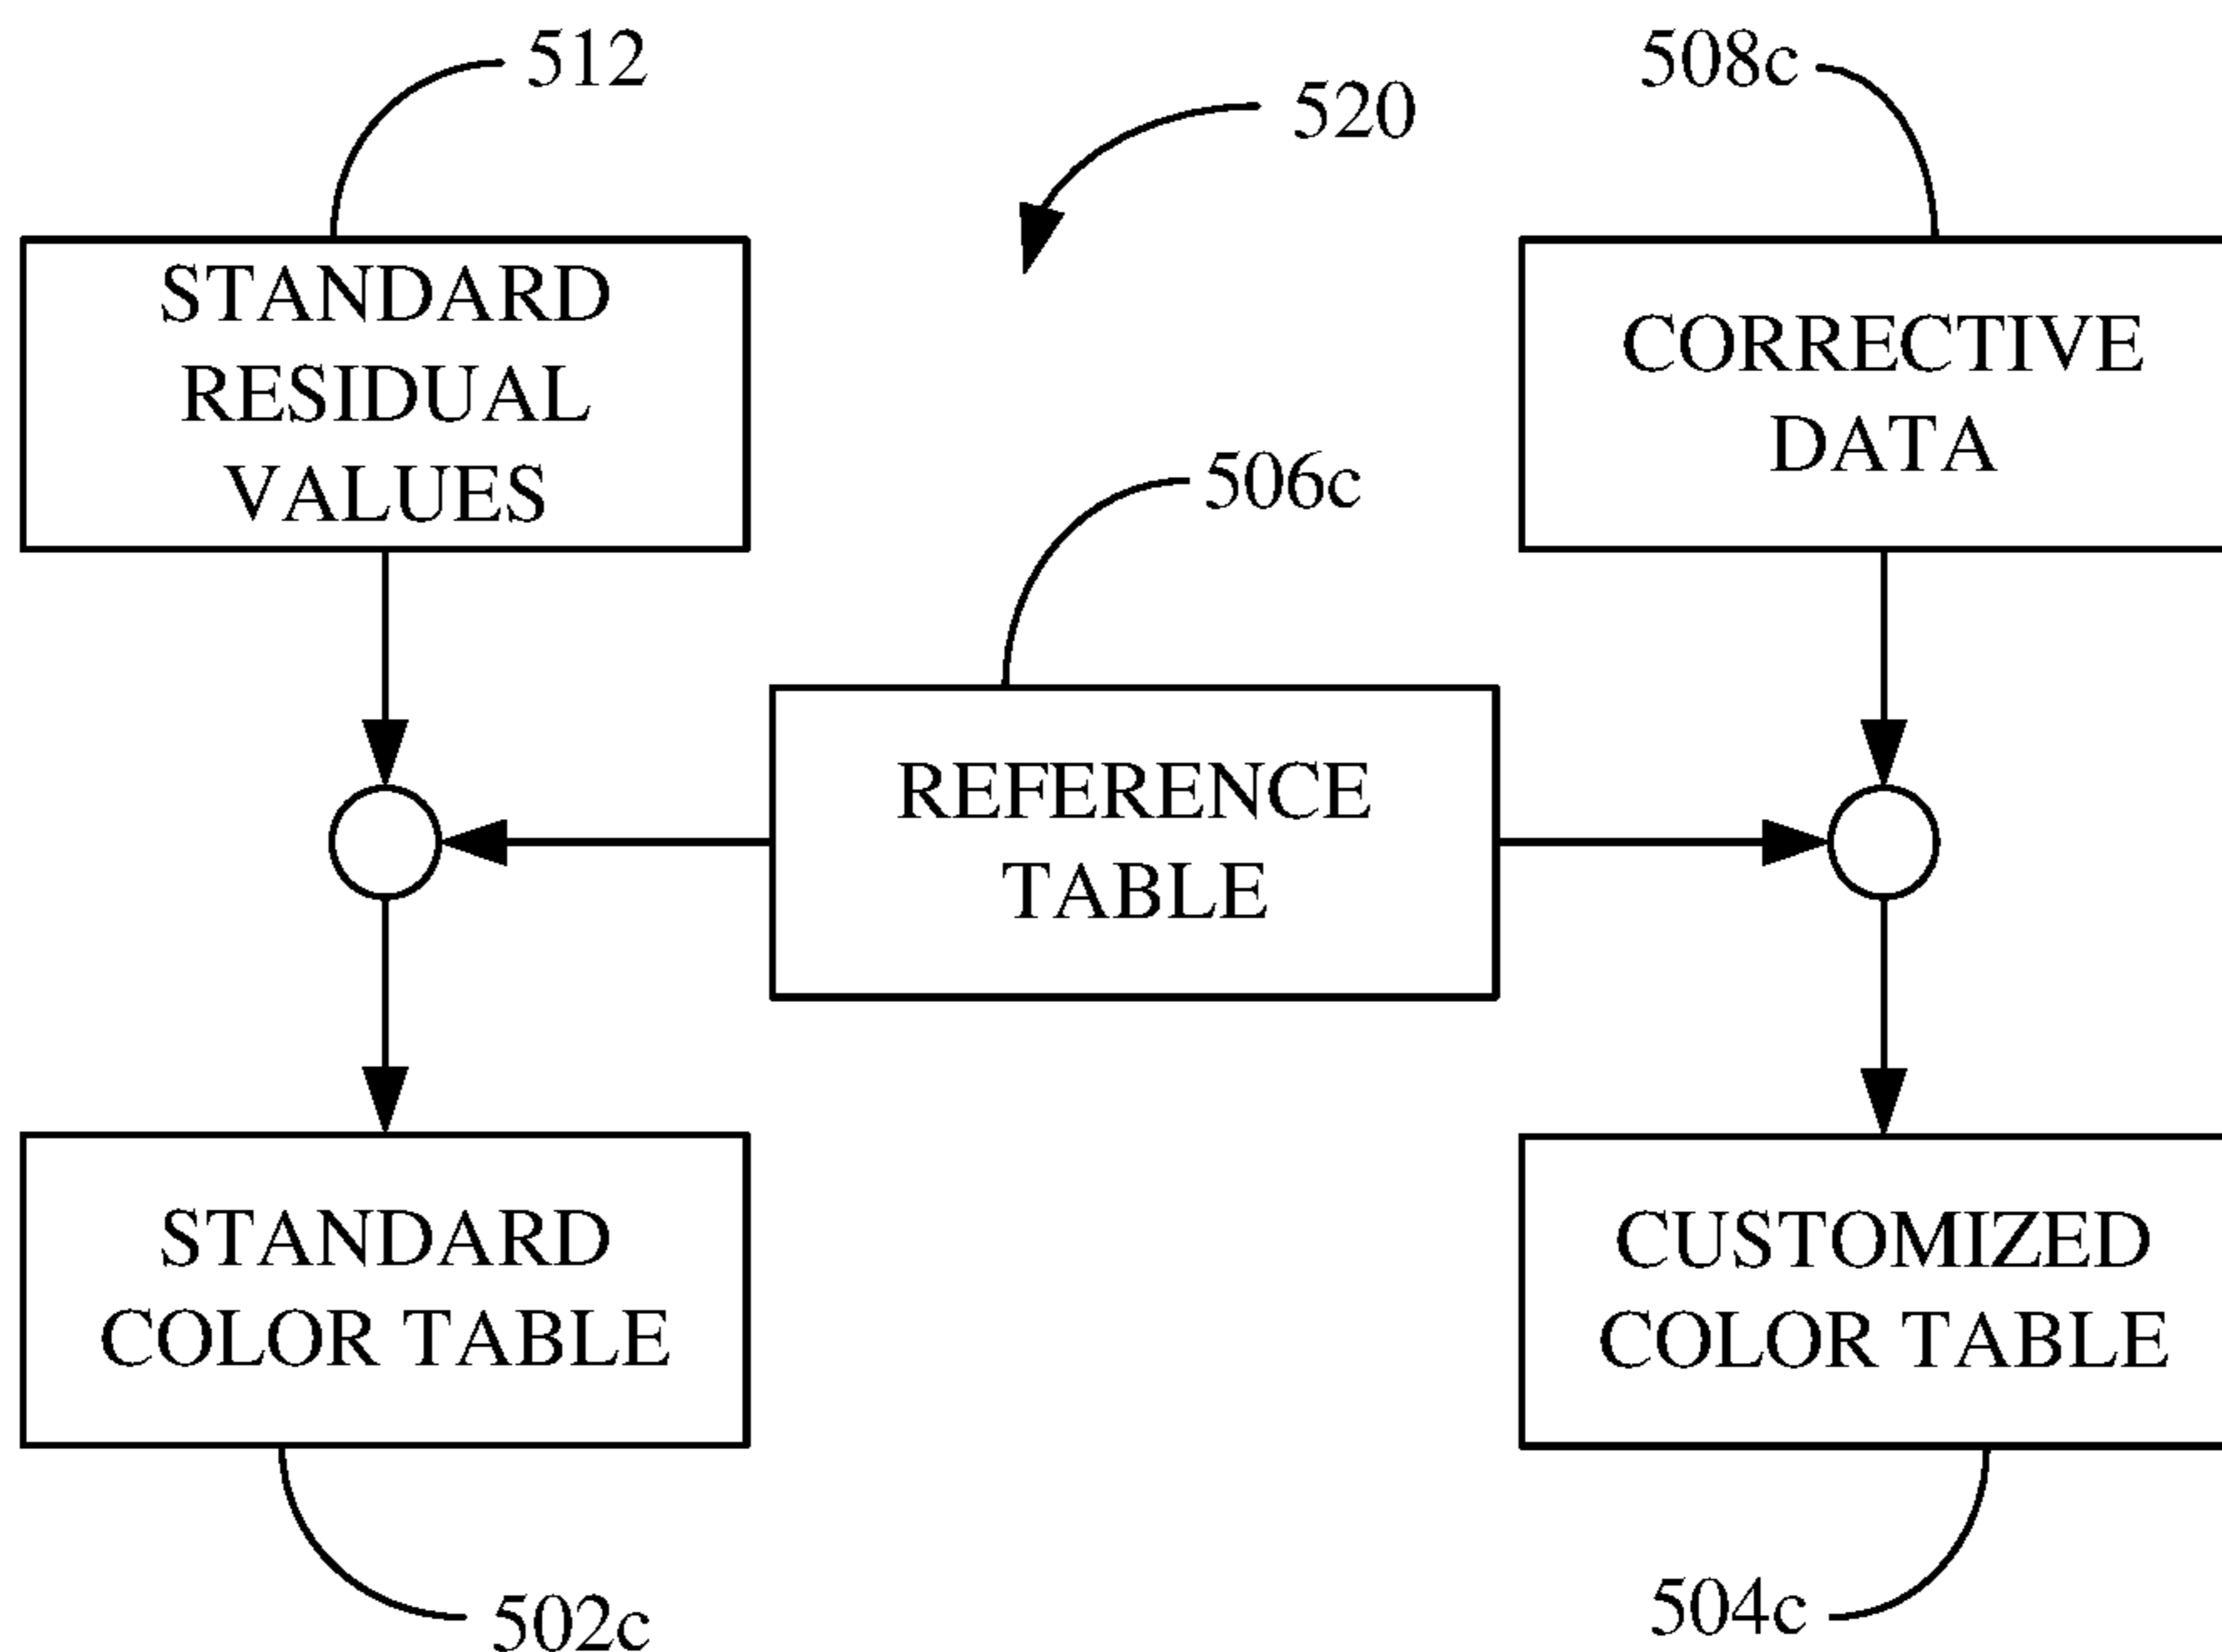 512
508c
520
STANDARD
RESIDUAL
VALUES
CORRECTIVE
DATA
506c
REFERENCE
TABLE
STANDARD
COLOR TABLE
CUSTOMIZED
COLOR TABLE
502c
504c